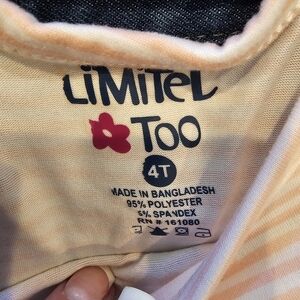 LiMiTeD
TOO
4T
MADE IN BANGLADESH
95% POLYESTER
5% SPANDEX
RN # 161080